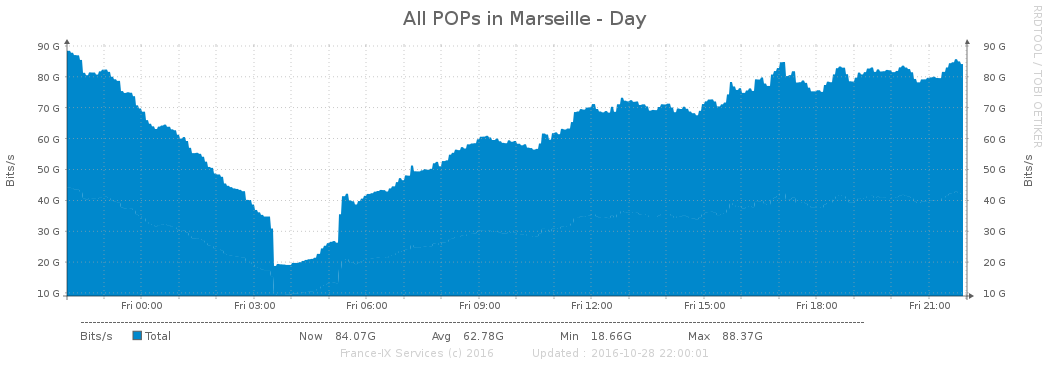 All POPs in Marseille - Day
RRDTOOL / TOBI OETIKER
Bits/s
90 G
80 G
70 G
60 G
50 G
40 G
30 G
20 G
10 G
90 G
80 G
70 G
60 G
50 G
40 G
30 G
20 G
10 G
Bits/s
Fri 00:00 Fri 03:00 Fri 06:00 Fri 09:00 Fri 12:00 Fri 15:00 Fri 18:00 Fri 21:00
Bits/s Total Now 84.07G Avg 62.78G Min 18.66G Max 88.37G
France-IX Services (c) 2016 Updated : 2016-10-28 22:00:01